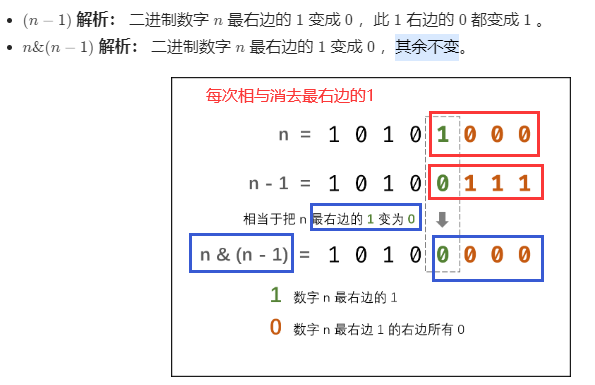 • (n − 1) 解析： 二进制数字 n 最右边的 1 变成 0 ，此 1 右边的 0 都变成 1 。
• n&(n − 1) 解析： 二进制数字 n 最右边的 1 变成 0 ，其余不变。
每次相与消去最右边的1
n = 1 0 1 0 1 0 0 0
n - 1 = 1 0 1 0 0 1 1 1
相当于把 n 最右边的 1 变为 0
n & (n - 1) = 1 0 1 0 0 0 0 0
1 数字 n 最右边的 1
0 数字 n 最右边 1 的右边所有 0